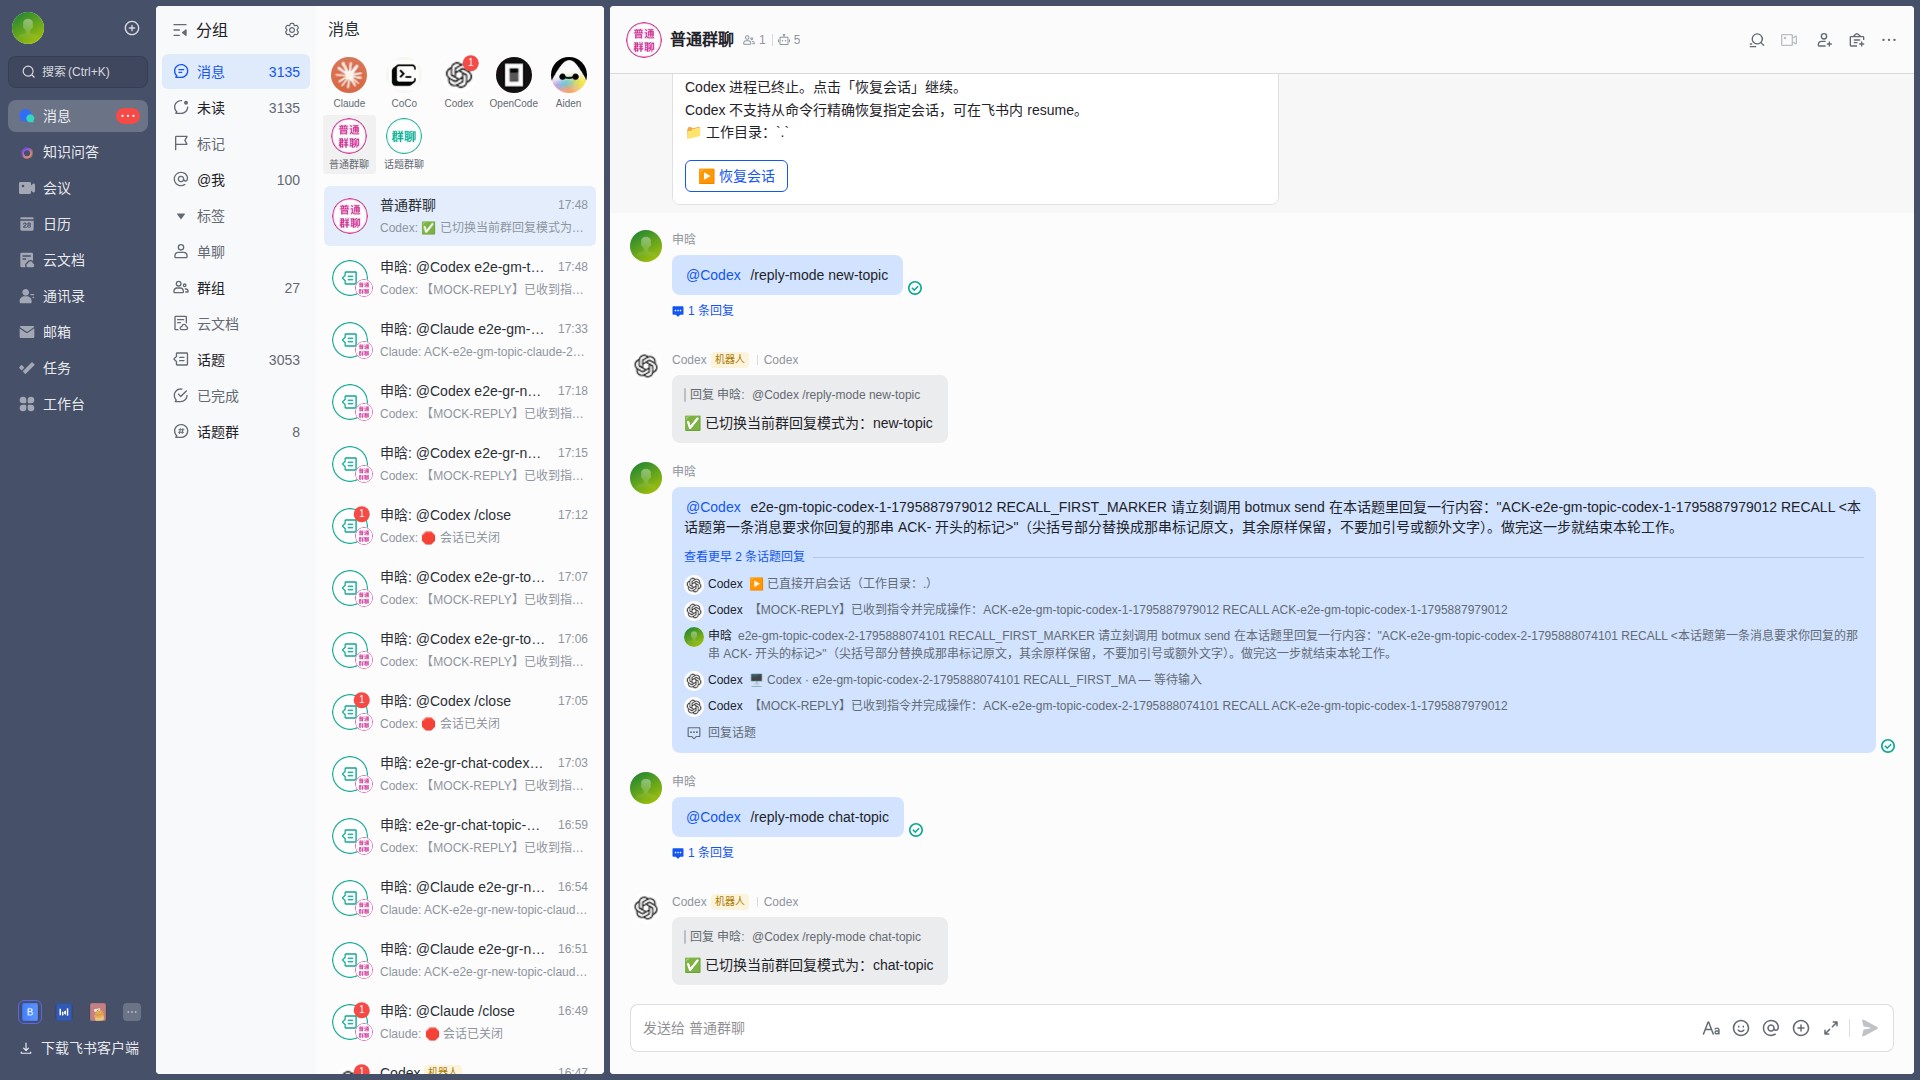 搜索 (Ctrl+K)
消息
知识问答
会议
日历
云文档
通讯录
邮箱
任务
工作台
下载飞书客户端
分组
消息 3135
未读 3135
标记
@我 100
标签
单聊
群组 27
云文档
话题 3053
已完成
话题群 8
消息
Claude
CoCo
1
Codex
OpenCode
Aiden
普通
群聊
普通群聊
群聊
话题群聊
普通
群聊
普通群聊 17:48
Codex: ✅ 已切换当前群回复模式为…
申晗: @Codex e2e-gm-t… 17:48
Codex: 【MOCK-REPLY】已收到指…
申晗: @Claude e2e-gm-… 17:33
Claude: ACK-e2e-gm-topic-claude-2…
申晗: @Codex e2e-gr-n… 17:18
Codex: 【MOCK-REPLY】已收到指…
申晗: @Codex e2e-gr-n… 17:15
Codex: 【MOCK-REPLY】已收到指…
1
申晗: @Codex /close 17:12
Codex: 🛑 会话已关闭
申晗: @Codex e2e-gr-to… 17:07
Codex: 【MOCK-REPLY】已收到指…
申晗: @Codex e2e-gr-to… 17:06
Codex: 【MOCK-REPLY】已收到指…
1
申晗: @Codex /close 17:05
Codex: 🛑 会话已关闭
申晗: e2e-gr-chat-codex… 17:03
Codex: 【MOCK-REPLY】已收到指…
申晗: e2e-gr-chat-topic-… 16:59
Codex: 【MOCK-REPLY】已收到指…
申晗: @Claude e2e-gr-n… 16:54
Claude: ACK-e2e-gr-new-topic-claud…
申晗: @Claude e2e-gr-n… 16:51
Claude: ACK-e2e-gr-new-topic-claud…
1
申晗: @Claude /close 16:49
Claude: 🛑 会话已关闭
1
Codex 机器人 16:47
普通
群聊
普通群聊
1 5
Codex 进程已终止。点击「恢复会话」继续。
Codex 不支持从命令行精确恢复指定会话，可在飞书内 resume。
📁 工作目录：`.`
▶️ 恢复会话
申晗
@Codex /reply-mode new-topic
1 条回复
Codex 机器人 Codex
回复 申晗: @Codex /reply-mode new-topic
✅ 已切换当前群回复模式为：new-topic
申晗
@Codex e2e-gm-topic-codex-1-1795887979012 RECALL_FIRST_MARKER 请立刻调用 botmux send 在本话题里回复一行内容："ACK-e2e-gm-topic-codex-1-1795887979012 RECALL <本
话题第一条消息要求你回复的那串 ACK- 开头的标记>"（尖括号部分替换成那串标记原文，其余原样保留，不要加引号或额外文字）。做完这一步就结束本轮工作。
查看更早 2 条话题回复
Codex ▶️ 已直接开启会话（工作目录：.）
Codex 【MOCK-REPLY】已收到指令并完成操作：ACK-e2e-gm-topic-codex-1-1795887979012 RECALL ACK-e2e-gm-topic-codex-1-1795887979012
申晗 e2e-gm-topic-codex-2-1795888074101 RECALL_FIRST_MARKER 请立刻调用 botmux send 在本话题里回复一行内容："ACK-e2e-gm-topic-codex-2-1795888074101 RECALL <本话题第一条消息要求你回复的那
串 ACK- 开头的标记>"（尖括号部分替换成那串标记原文，其余原样保留，不要加引号或额外文字）。做完这一步就结束本轮工作。
Codex 🖥️ Codex · e2e-gm-topic-codex-2-1795888074101 RECALL_FIRST_MA — 等待输入
Codex 【MOCK-REPLY】已收到指令并完成操作：ACK-e2e-gm-topic-codex-2-1795888074101 RECALL ACK-e2e-gm-topic-codex-1-1795887979012
回复话题
申晗
@Codex /reply-mode chat-topic
1 条回复
Codex 机器人 Codex
回复 申晗: @Codex /reply-mode chat-topic
✅ 已切换当前群回复模式为：chat-topic
发送给 普通群聊